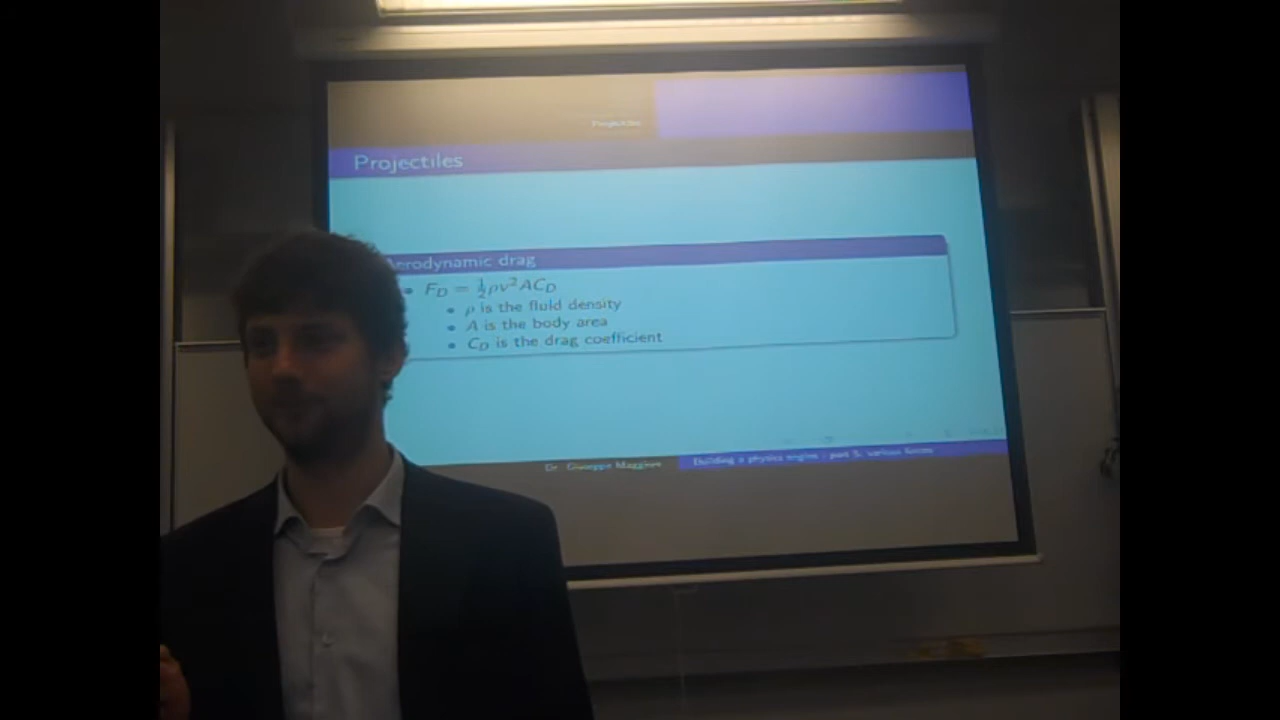 Projectiles
Projectiles
Aerodynamic drag
• F_D = ½ρv²AC_D
• ρ is the fluid density
• A is the body area
• C_D is the drag coefficient
Dr. Giuseppe Maggiore
Building a physics engine - part 5: various forces